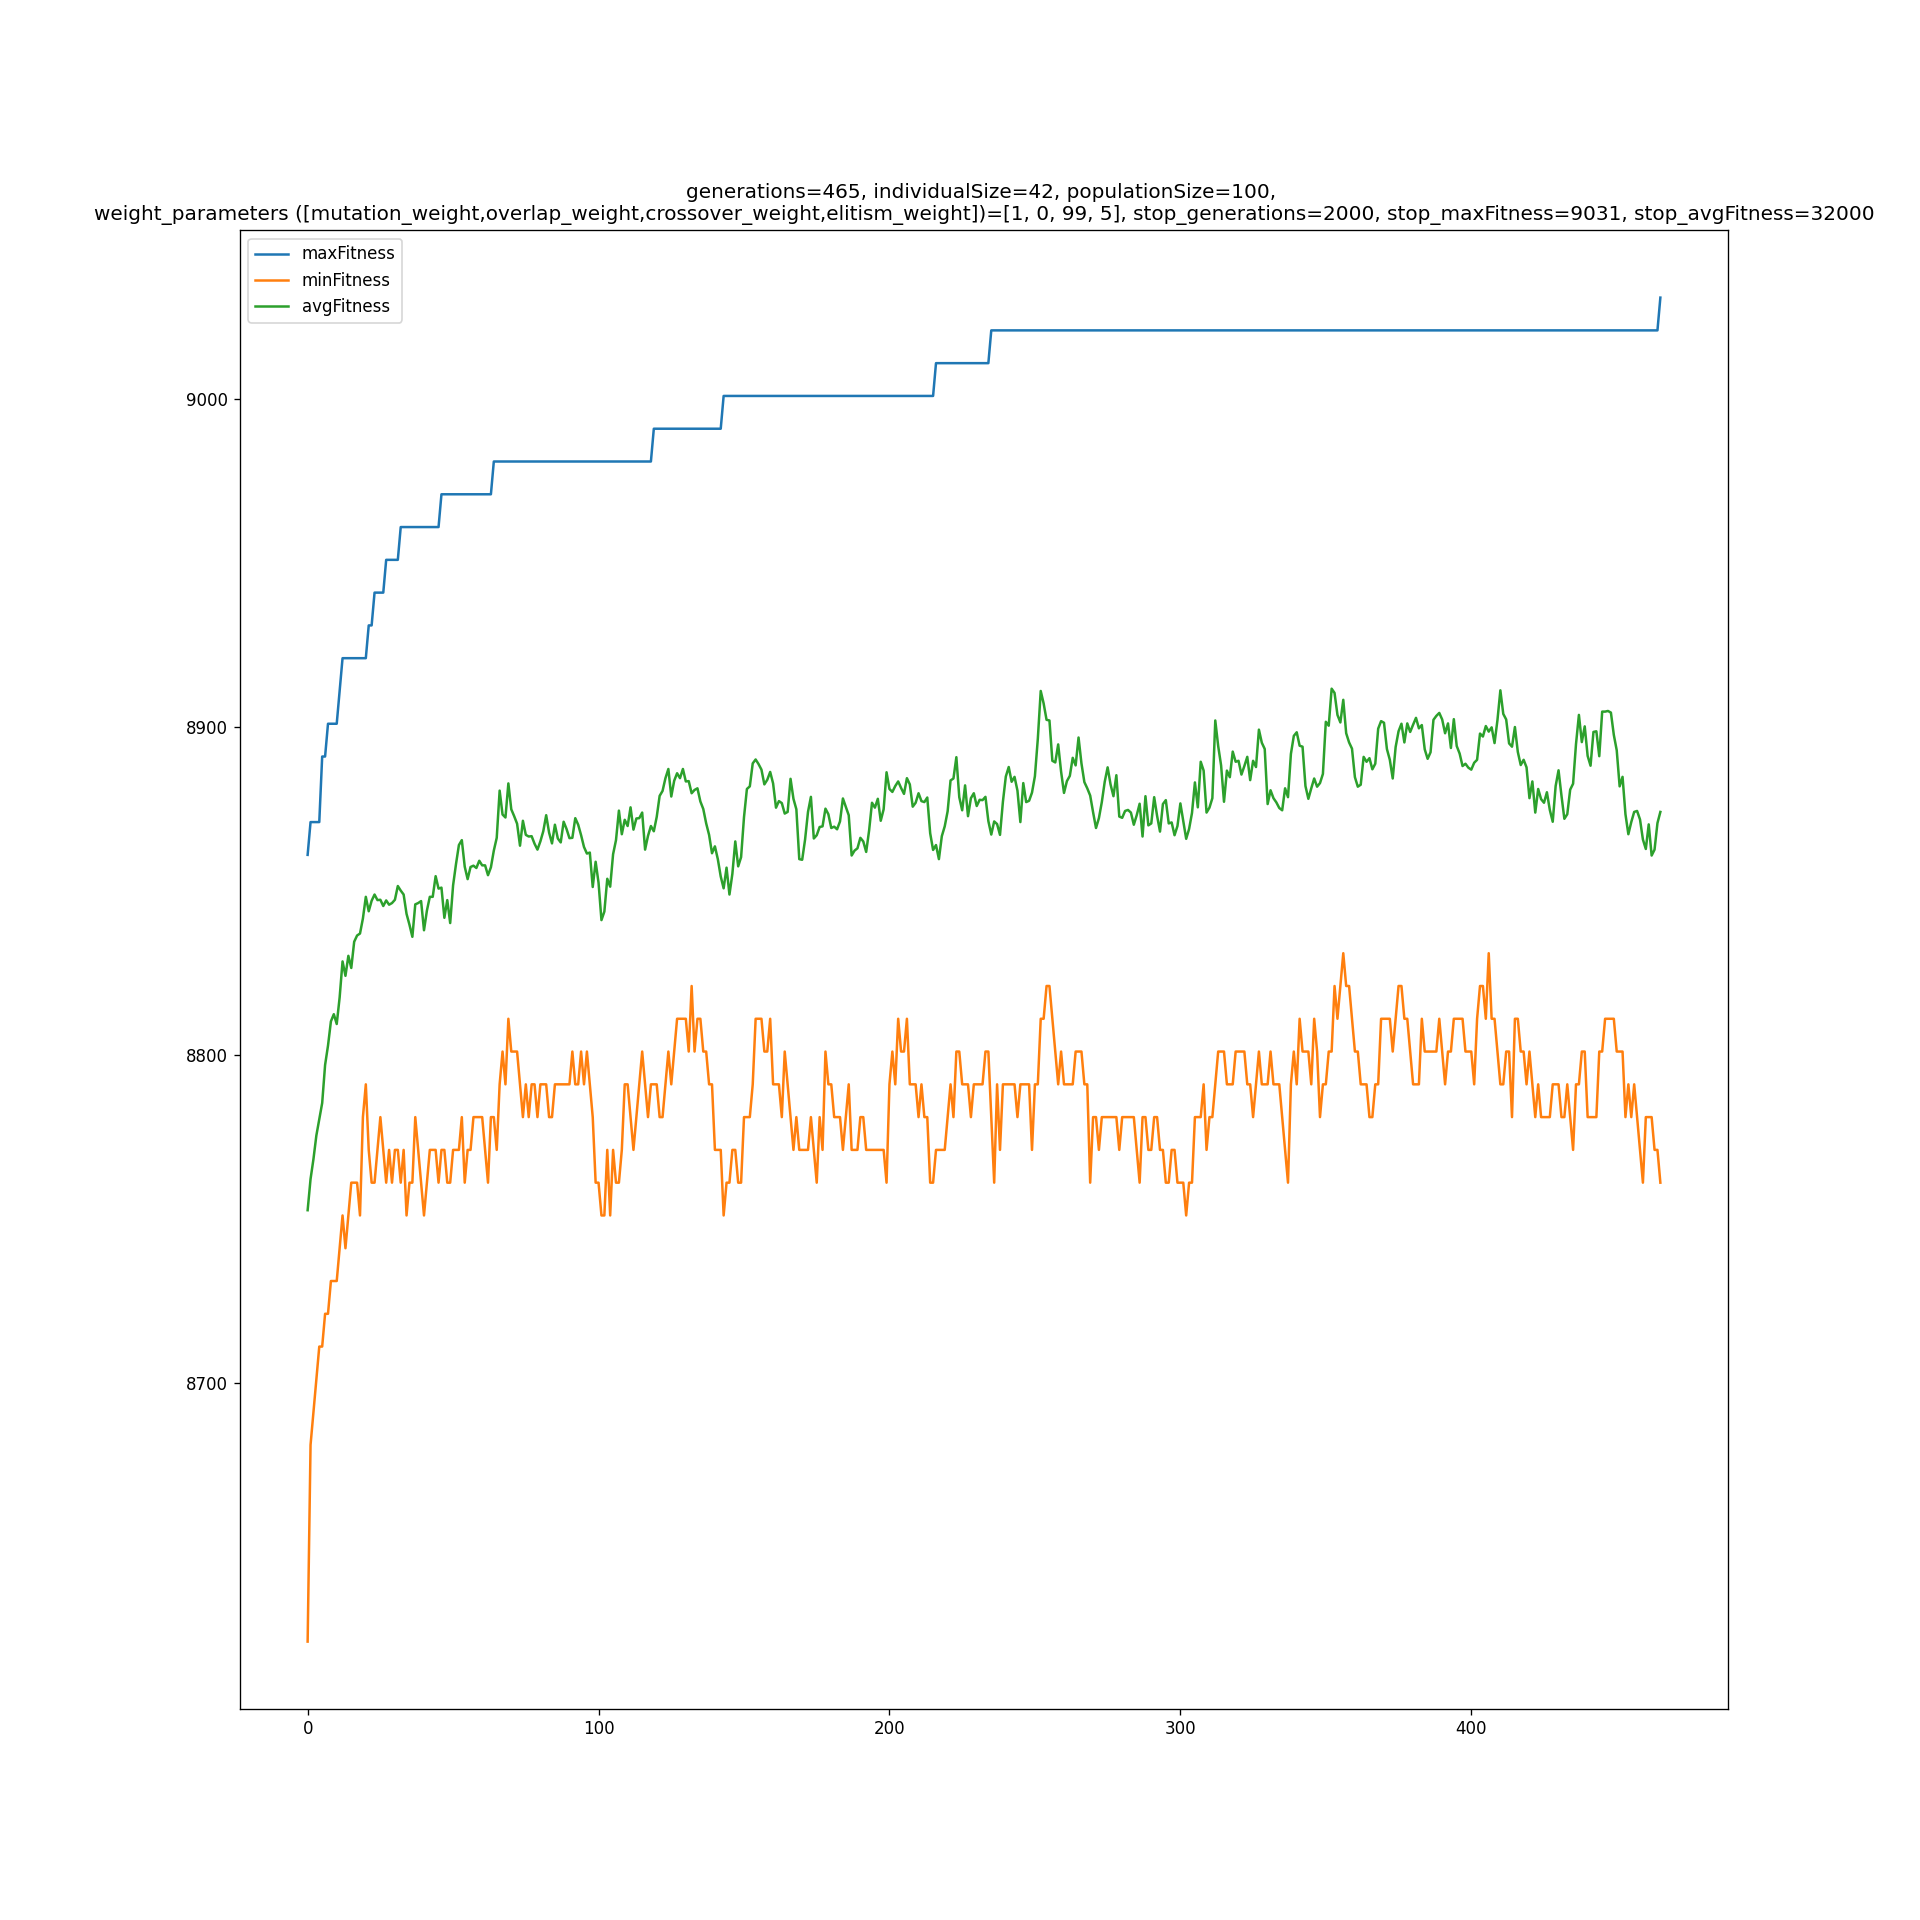 generations=465, individualSize=42, populationSize=100,
weight_parameters ([mutation_weight,overlap_weight,crossover_weight,elitism_weight])=[1, 0, 99, 5], stop_generations=2000, stop_maxFitness=9031, stop_avgFitness=32000
maxFitness
minFitness
avgFitness
9000
8900
8800
8700
0 100 200 300 400